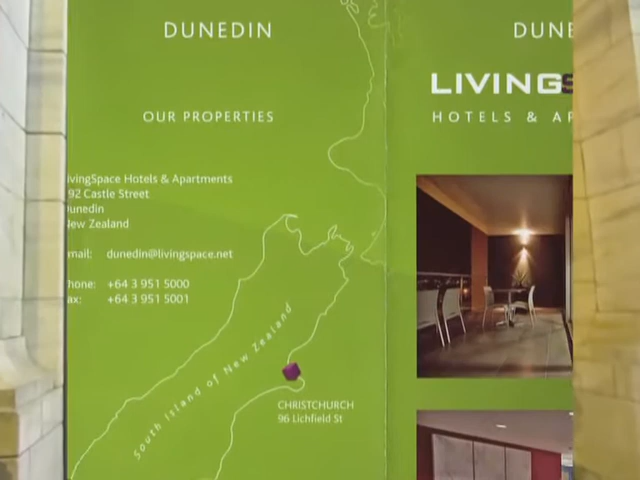 DUNEDIN
OUR PROPERTIES
ivingSpace Hotels & Apartments
92 Castle Street
unedin
ew Zealand
mail: dunedin@livingspace.net
hone: +64 3 951 5000
ax: +64 3 951 5001
South Island of New Zealand
CHRISTCHURCH
96 Lichfield St
DUNE
LIVINGS
HOTELS & AP